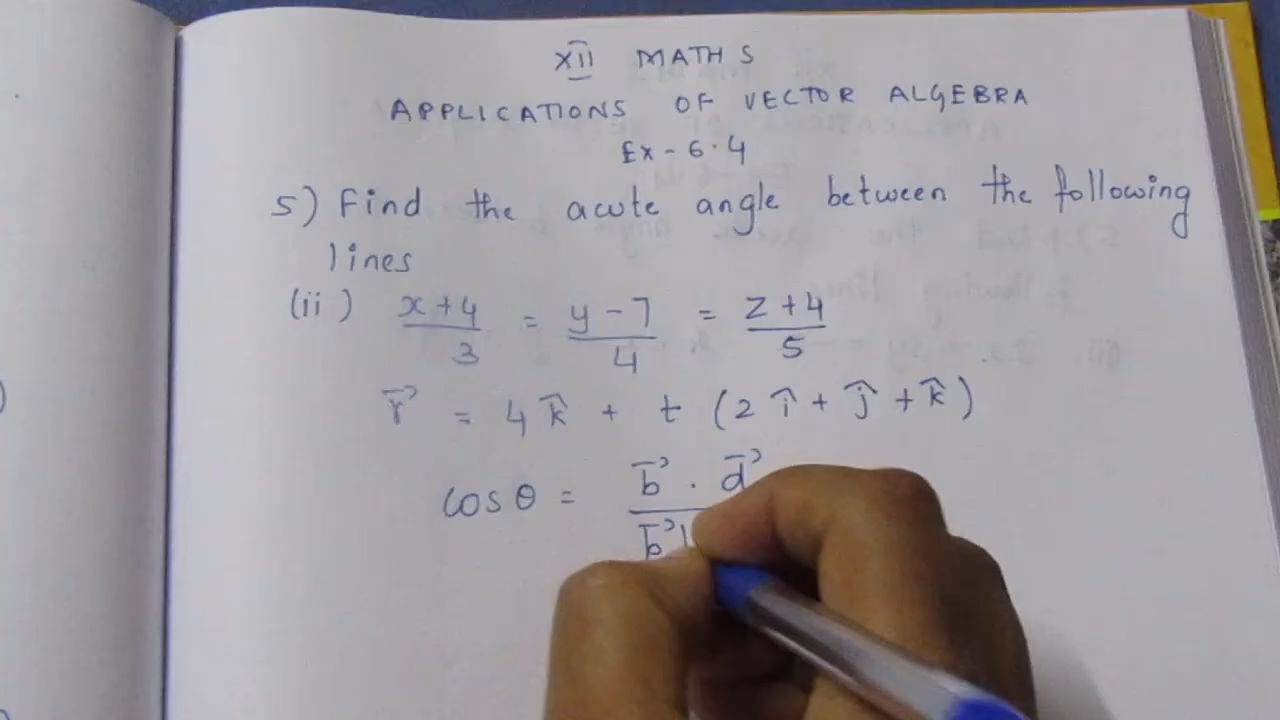 XII MATHS
APPLICATIONS OF VECTOR ALGEBRA
Ex - 6.4
5) Find the acute angle between the following
lines
(ii) x+4/3 = y-7/4 = z+4/5
r⃗ = 4k̂ + t (2î + ĵ + k̂)
cos θ = b⃗ . d⃗ / b⃗ |